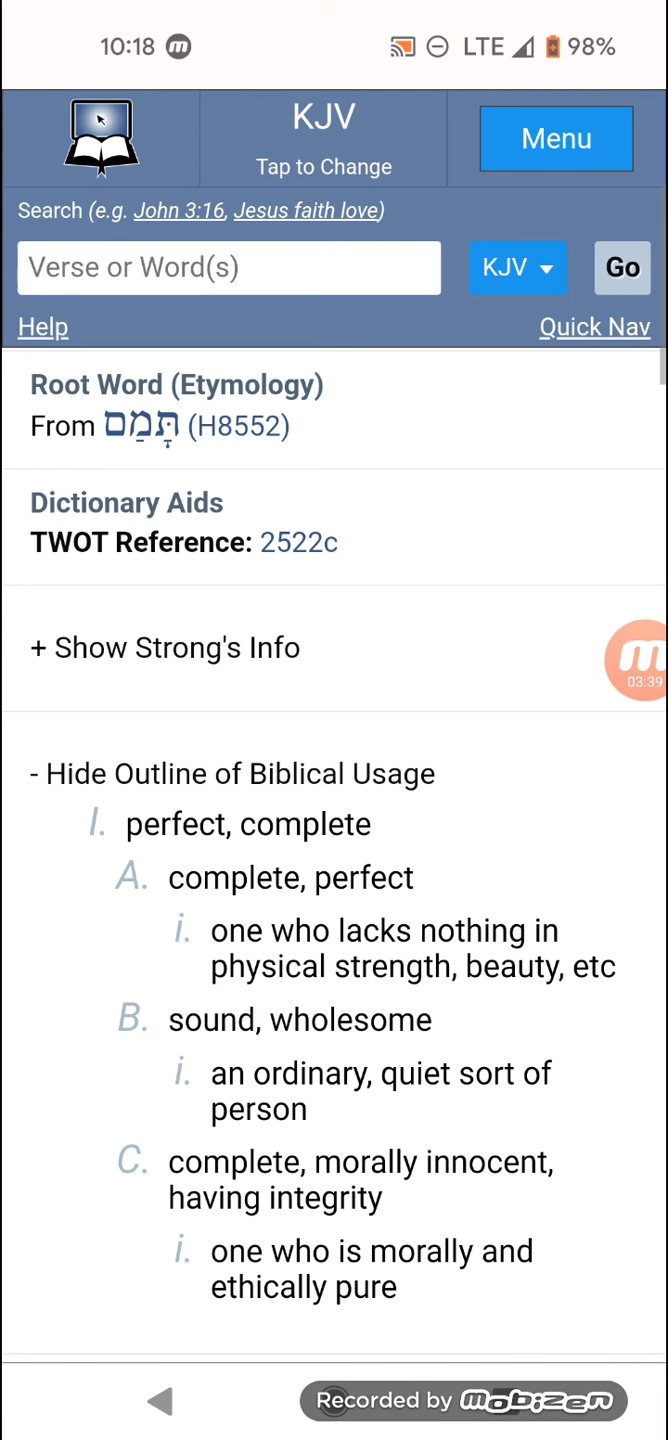 10:18 m LTE 98%
KJV
Tap to Change
Menu
Search (e.g. John 3:16, Jesus faith love)
Verse or Word(s)
KJV
Go
Help
Quick Nav
Root Word (Etymology)
From תָּמַם (H8552)
Dictionary Aids
TWOT Reference: 2522c
+ Show Strong's Info
m
03:39
- Hide Outline of Biblical Usage
I. perfect, complete
A. complete, perfect
i. one who lacks nothing in
physical strength, beauty, etc
B. sound, wholesome
i. an ordinary, quiet sort of
person
C. complete, morally innocent,
having integrity
i. one who is morally and
ethically pure
Recorded by mobizen